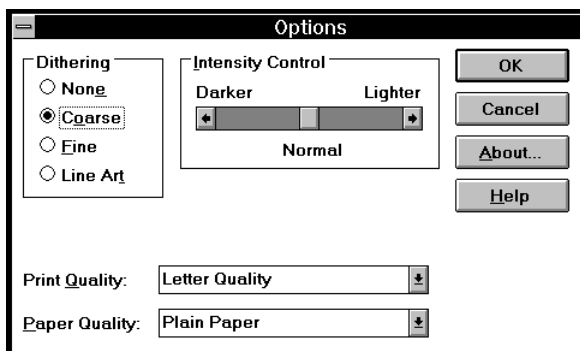 Options
Dithering
None
Coarse
Fine
Line Art
Intensity Control
Darker Lighter
Normal
OK
Cancel
About...
Help
Print Quality: Letter Quality
Paper Quality: Plain Paper